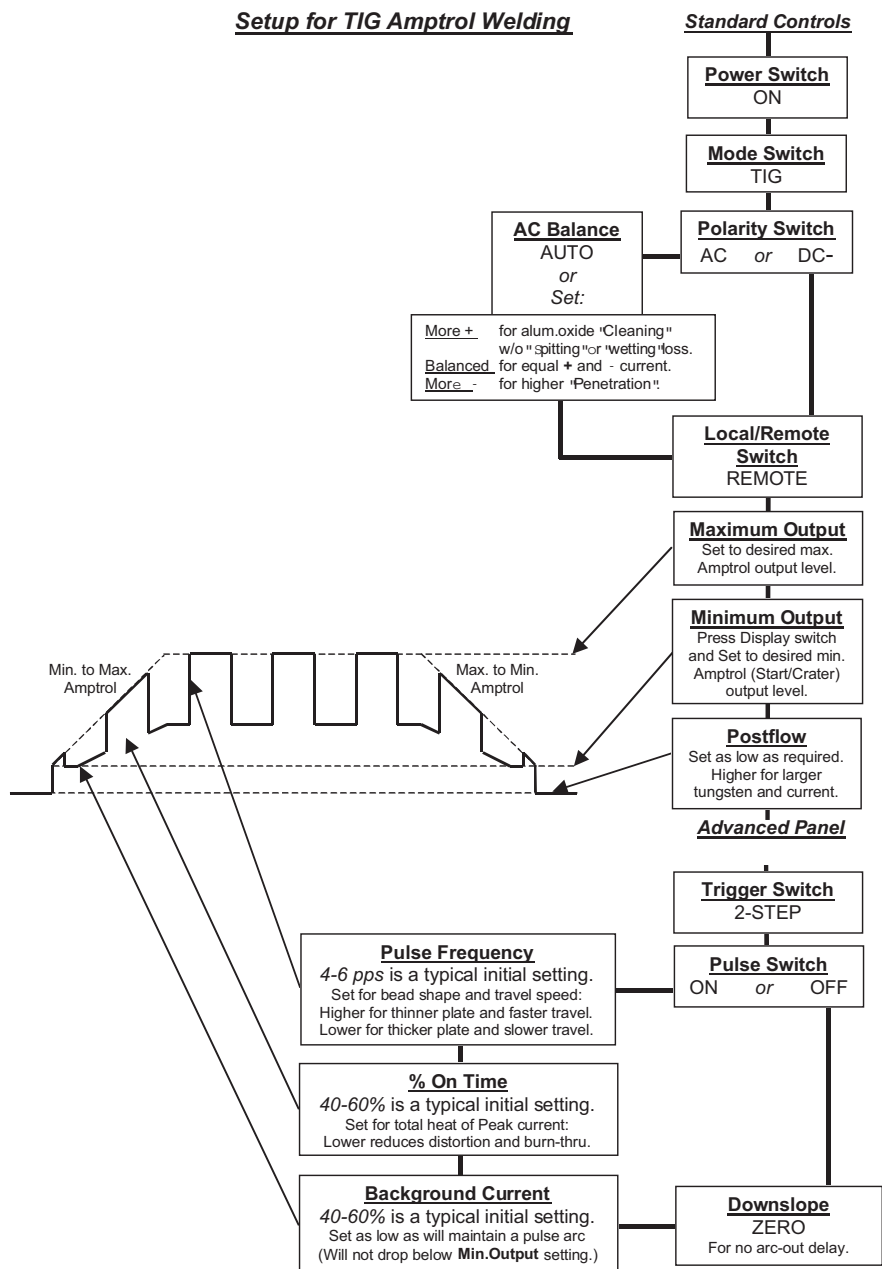 Setup for TIG Amptrol Welding
Standard Controls
Power Switch
ON
Mode Switch
TIG
Polarity Switch
AC or DC-
AC Balance
AUTO
or
Set:
More + for alum.oxide "Cleaning"
w/o "Spitting" or "wetting" loss.
Balanced for equal + and - current.
More - for higher "Penetration".
Local/Remote
Switch
REMOTE
Maximum Output
Set to desired max.
Amptrol output level.
Minimum Output
Press Display switch
and Set to desired min.
Amptrol (Start/Crater)
output level.
Min. to Max.
Amptrol
Max. to Min.
Amptrol
Postflow
Set as low as required.
Higher for larger
tungsten and current.
Advanced Panel
Trigger Switch
2-STEP
Pulse Switch
ON or OFF
Pulse Frequency
4-6 pps is a typical initial setting.
Set for bead shape and travel speed:
Higher for thinner plate and faster travel.
Lower for thicker plate and slower travel.
% On Time
40-60% is a typical initial setting.
Set for total heat of Peak current:
Lower reduces distortion and burn-thru.
Background Current
40-60% is a typical initial setting.
Set as low as will maintain a pulse arc
(Will not drop below Min.Output setting.)
Downslope
ZERO
For no arc-out delay.